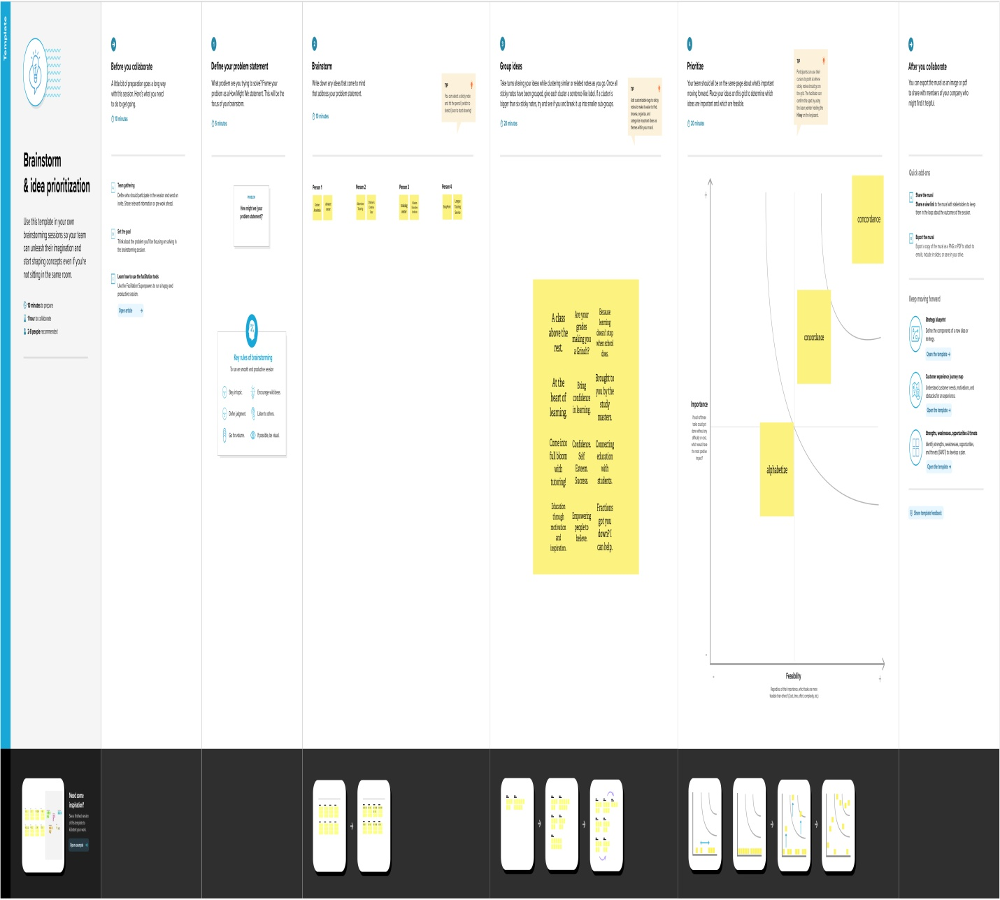 Template
Brainstorm
& idea prioritization
Use this template in your own
brainstorming sessions so your team
can unleash their imagination and
start shaping concepts even if you're
not sitting in the same room.
10 minutes to prepare
1 hour to collaborate
2-8 people recommended
Before you collaborate
A little bit of preparation goes a long way
with this session. Here's what you need
to do to get going.
10 minutes
Team gathering
Define who should participate in the session and send an
invite. Share relevant information or pre-work ahead.
Set the goal
Think about the problem you'll be focusing on solving in
the brainstorming session.
Learn how to use the facilitation tools
Use the Facilitation Superpowers to run a happy and
productive session.
Open article
1
Define your problem statement
What problem are you trying to solve? Frame your
problem as a How Might We statement. This will be the
focus of your brainstorm.
5 minutes
PROBLEM
How might we [your
problem statement]?
Key rules of brainstorming
To run an smooth and productive session
Stay in topic.
Encourage wild ideas.
Defer judgment.
Listen to others.
Go for volume.
If possible, be visual.
2
Brainstorm
Write down any ideas that come to mind
that address your problem statement.
10 minutes
TIP
You can select a sticky note
and hit the pencil [switch to
sketch] icon to start drawing!
Person 1
Person 2
Person 3
Person 4
3
Group ideas
Take turns sharing your ideas while clustering similar or related notes as you go. Once all
sticky notes have been grouped, give each cluster a sentence-like label. If a cluster is
bigger than six sticky notes, try and see if you and break it up into smaller sub-groups.
20 minutes
TIP
Add customizable tags to sticky
notes to make it easier to find,
browse, organize, and
categorize important ideas as
themes within your mural.
A class
above the
rest.
Are your
grades
making you
a Grinch?
Because
learning
doesn't stop
when school
does.
At the
heart of
learning.
Bring
confidence
in learning.
Brought to
you by the
study
masters.
Come into
full bloom
with
tutoring!
Confidence.
Self
Esteem.
Success.
Connecting
education
with
students.
Education
through
motivation
and
inspiration.
Empowering
people to
believe.
Fractions
got you
down? I
can help.
4
Prioritize
Your team should all be on the same page about what's important
moving forward. Place your ideas on this grid to determine which
ideas are important and which are feasible.
20 minutes
TIP
Participants can use their
cursors to point at where
sticky notes should go on
the grid. The facilitator can
confirm the spot by using
the laser pointer holding the
H key on the keyboard.
concordance
concordance
alphabetize
Importance
If each of these
tasks could get
done without any
difficulty or cost,
which would have
the most positive
impact?
Feasibility
Regardless of their importance, which tasks are more
feasible than others? (Cost, time, effort, complexity, etc.)
After you collaborate
You can export the mural as an image or pdf
to share with members of your company who
might find it helpful.
Quick add-ons
Share the mural
Share a view link to the mural with stakeholders to keep
them in the loop about the outcomes of the session.
Export the mural
Export a copy of the mural as a PNG or PDF to attach to
emails, include in slides, or save in your drive.
Keep moving forward
Strategy blueprint
Define the components of a new idea or
strategy.
Open the template
Customer experience journey map
Understand customer needs, motivations, and
obstacles for an experience.
Open the template
Strengths, weaknesses, opportunities & threats
Identify strengths, weaknesses, opportunities,
and threats (SWOT) to develop a plan.
Open the template
Share template feedback
Need some
inspiration?
See a finished version
of this template to
kickstart your work.
Open example